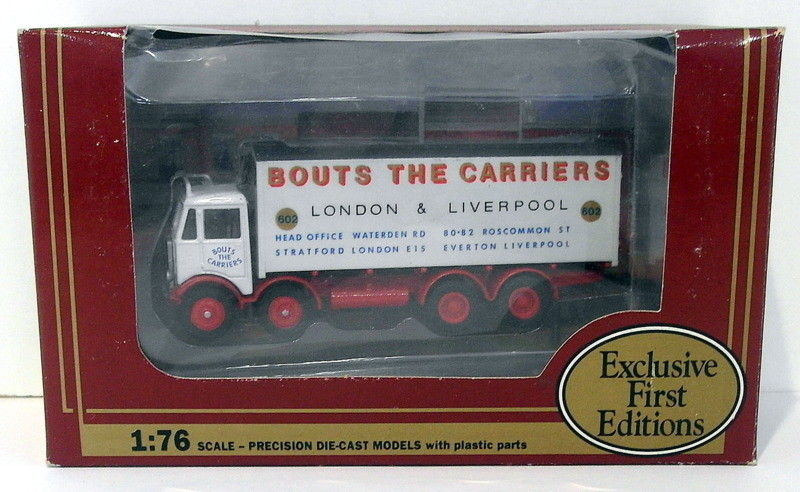 BOUTS THE CARRIERS
602 LONDON & LIVERPOOL 602
HEAD OFFICE WATERDEN RD 80-82 ROSCOMMON ST
STRATFORD LONDON E15 EVERTON LIVERPOOL
BOUTS
THE
CARRIERS
Exclusive
First
Editions
1:76 SCALE – PRECISION DIE-CAST MODELS with plastic parts